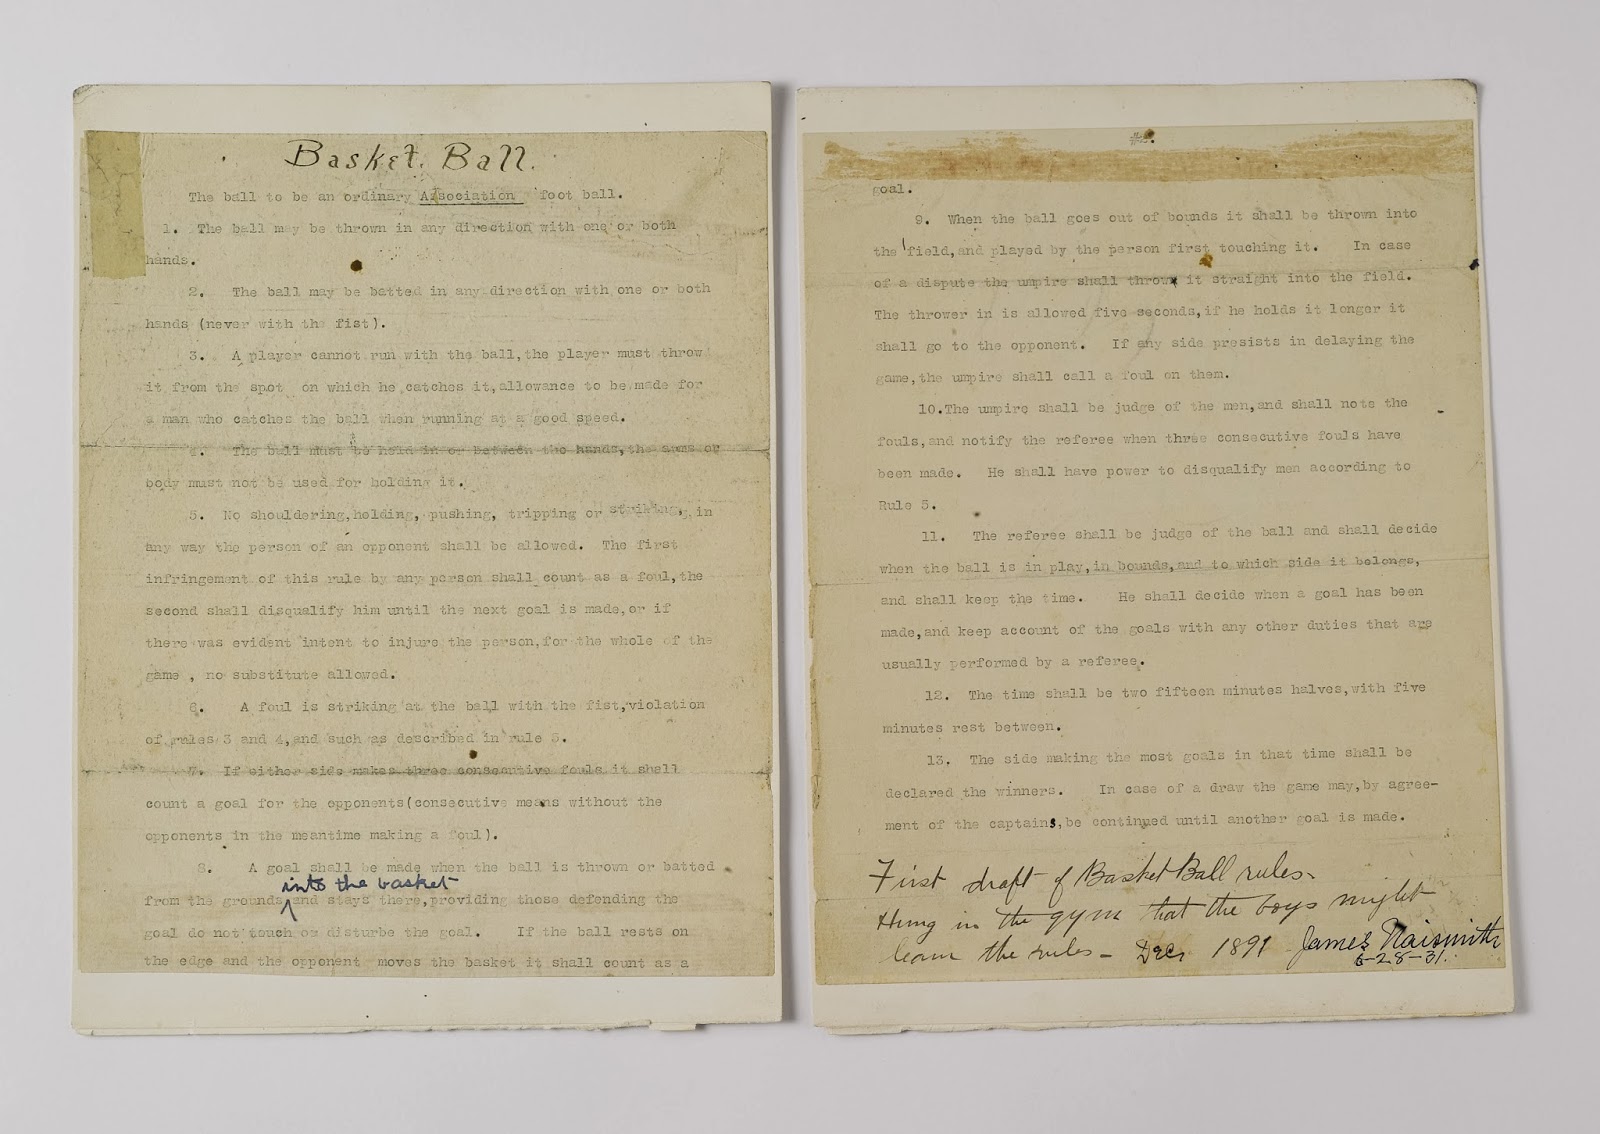 Basket Ball.
The ball to be an ordinary Association foot ball.
1. The ball may be thrown in any direction with one or both
hands.
2. The ball may be batted in any direction with one or both
hands (never with the fist).
3. A player cannot run with the ball, the player must throw
it from the spot on which he catches it, allowance to be made for
a man who catches the ball when running at a good speed.
4. The ball must be held in or between the hands, the arms or
body must not be used for holding it.
5. No shouldering, holding, pushing, tripping or striking, in
any way the person of an opponent shall be allowed. The first
infringement of this rule by any person shall count as a foul, the
second shall disqualify him until the next goal is made, or if
there was evident intent to injure the person, for the whole of the
game, no substitute allowed.
6. A foul is striking at the ball with the fist, violation
of rules 3 and 4, and such as described in rule 5.
7. If either side makes three consecutive fouls, it shall
count a goal for the opponents (consecutive means without the
opponents in the meantime making a foul).
8. A goal shall be made when the ball is thrown or batted
into the basket
from the grounds and stays there, providing those defending the
goal do not touch or disturbe the goal. If the ball rests on
the edge and the opponent moves the basket it shall count as a
#2.
goal.
9. When the ball goes out of bounds it shall be thrown into
the field, and played by the person first touching it. In case
of a dispute the umpire shall throw it straight into the field.
The thrower in is allowed five seconds, if he holds it longer it
shall go to the opponent. If any side presists in delaying the
game, the umpire shall call a foul on them.
10. The umpire shall be judge of the men, and shall note the
fouls, and notify the referee when three consecutive fouls have
been made. He shall have power to disqualify men according to
Rule 5.
11. The referee shall be judge of the ball and shall decide
when the ball is in play, in bounds, and to which side it belongs,
and shall keep the time. He shall decide when a goal has been
made, and keep account of the goals with any other duties that are
usually performed by a referee.
12. The time shall be two fifteen minutes halves, with five
minutes rest between.
13. The side making the most goals in that time shall be
declared the winners. In case of a draw the game may, by agree-
ment of the captains, be continued until another goal is made.
First draft of Basket Ball rules.
Hung in the gym that the boys might
learn the rules - Dec. 1891 James Naismith
6-28-31.